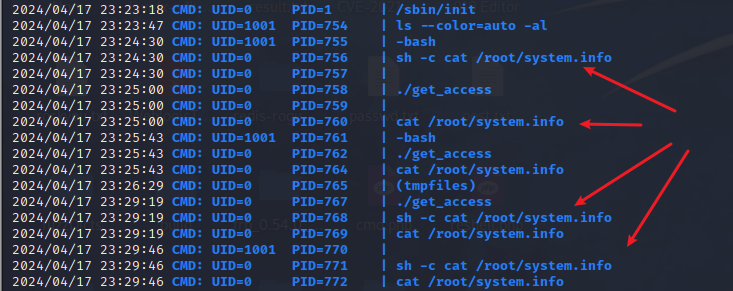 2024/04/17 23:23:18 CMD: UID=0 PID=1 | /sbin/init
2024/04/17 23:23:47 CMD: UID=1001 PID=754 | ls --color=auto -al
2024/04/17 23:24:30 CMD: UID=1001 PID=755 | -bash
2024/04/17 23:24:30 CMD: UID=0 PID=756 | sh -c cat /root/system.info
2024/04/17 23:24:30 CMD: UID=0 PID=757 |
2024/04/17 23:25:00 CMD: UID=0 PID=758 | ./get_access
2024/04/17 23:25:00 CMD: UID=0 PID=759 |
2024/04/17 23:25:00 CMD: UID=0 PID=760 | cat /root/system.info
2024/04/17 23:25:43 CMD: UID=1001 PID=761 | -bash
2024/04/17 23:25:43 CMD: UID=0 PID=762 | ./get_access
2024/04/17 23:25:43 CMD: UID=0 PID=764 | cat /root/system.info
2024/04/17 23:26:29 CMD: UID=0 PID=765 | (tmpfiles)
2024/04/17 23:29:19 CMD: UID=0 PID=767 | ./get_access
2024/04/17 23:29:19 CMD: UID=0 PID=768 | sh -c cat /root/system.info
2024/04/17 23:29:19 CMD: UID=0 PID=769 | cat /root/system.info
2024/04/17 23:29:46 CMD: UID=1001 PID=770 |
2024/04/17 23:29:46 CMD: UID=0 PID=771 | sh -c cat /root/system.info
2024/04/17 23:29:46 CMD: UID=0 PID=772 | cat /root/system.info